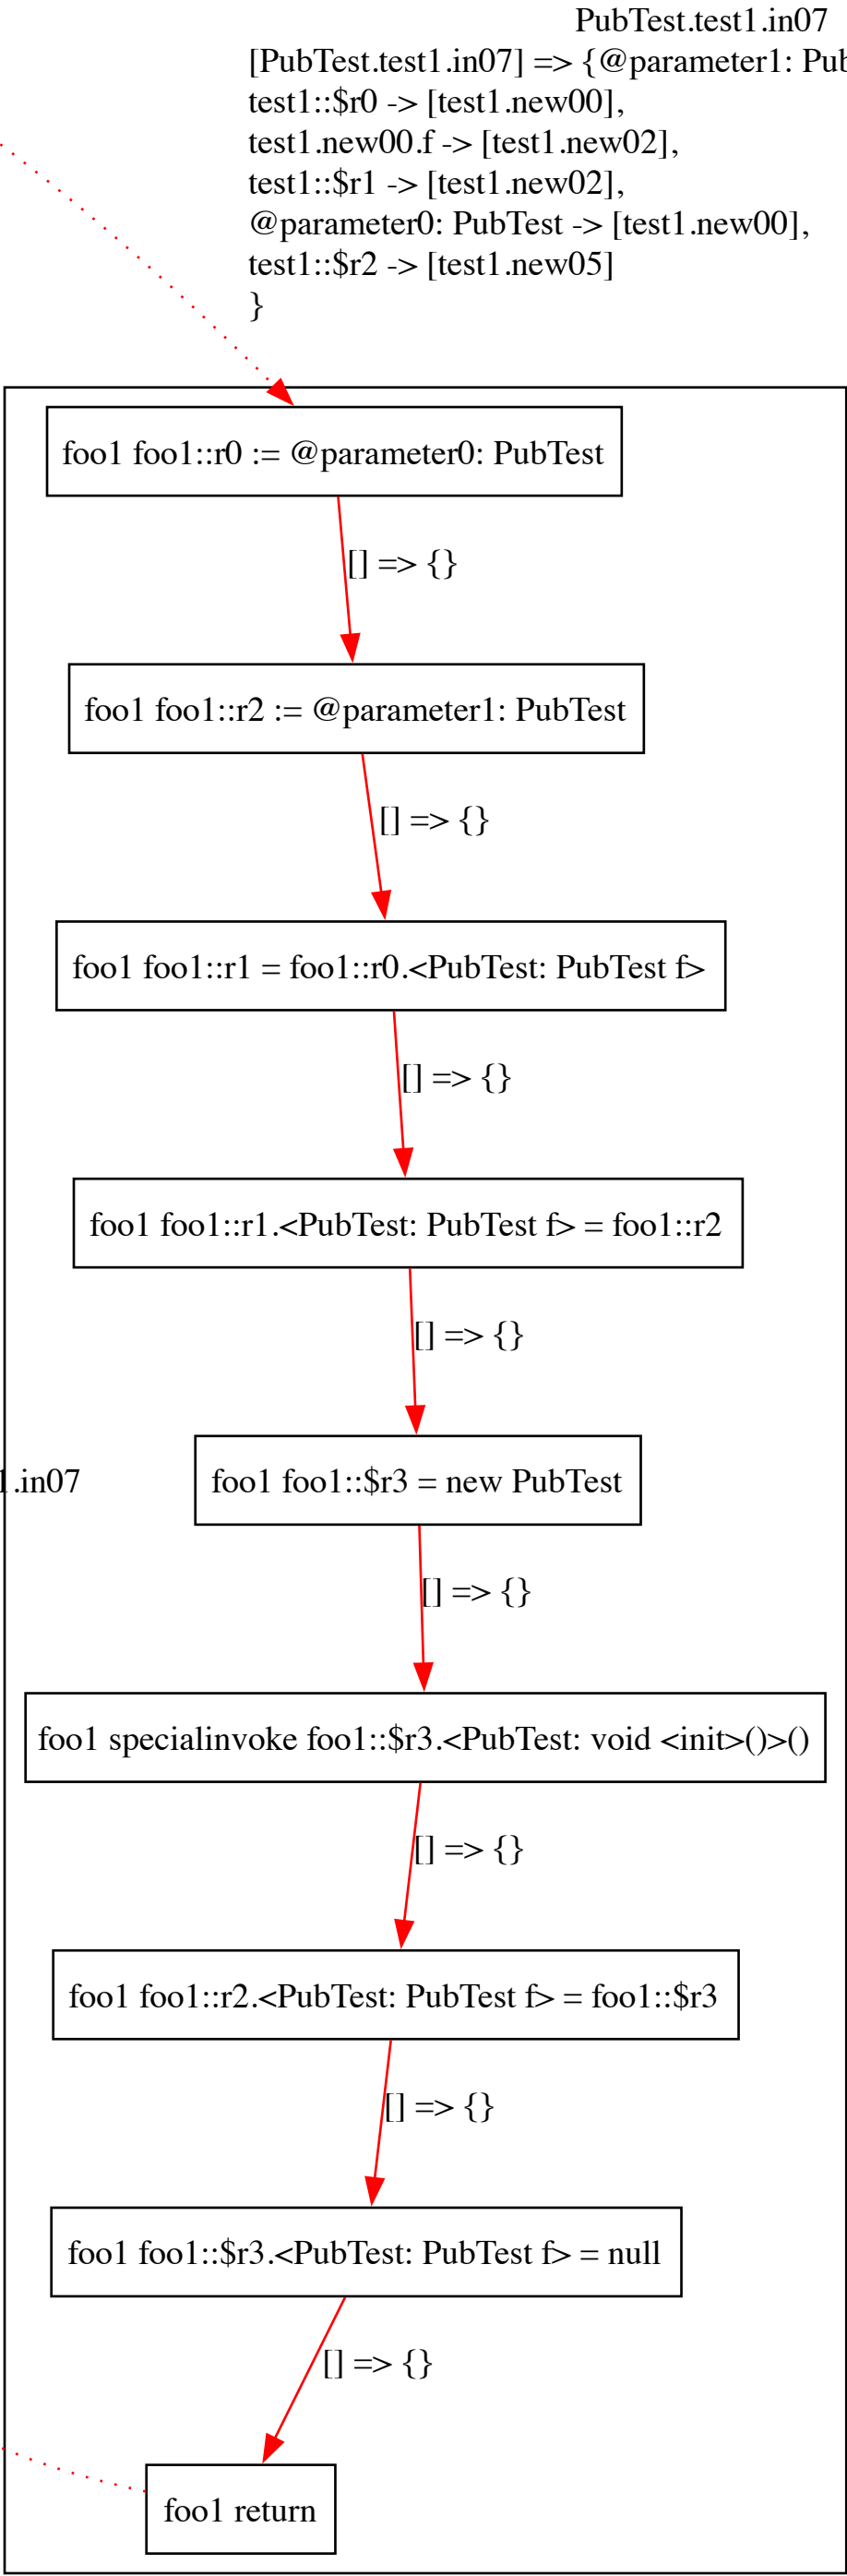 PubTest.test1.in07
[PubTest.test1.in07] => {@parameter1: Pub
test1::$r0 -> [test1.new00],
test1.new00.f -> [test1.new02],
test1::$r1 -> [test1.new02],
@parameter0: PubTest -> [test1.new00],
test1::$r2 -> [test1.new05]
}
foo1 foo1::r0 := @parameter0: PubTest
[] => {}
foo1 foo1::r2 := @parameter1: PubTest
[] => {}
foo1 foo1::r1 = foo1::r0.<PubTest: PubTest f>
[] => {}
foo1 foo1::r1.<PubTest: PubTest f> = foo1::r2
[] => {}
1.in07
foo1 foo1::$r3 = new PubTest
[] => {}
foo1 specialinvoke foo1::$r3.<PubTest: void <init>()>()
[] => {}
foo1 foo1::r2.<PubTest: PubTest f> = foo1::$r3
[] => {}
foo1 foo1::$r3.<PubTest: PubTest f> = null
[] => {}
foo1 return